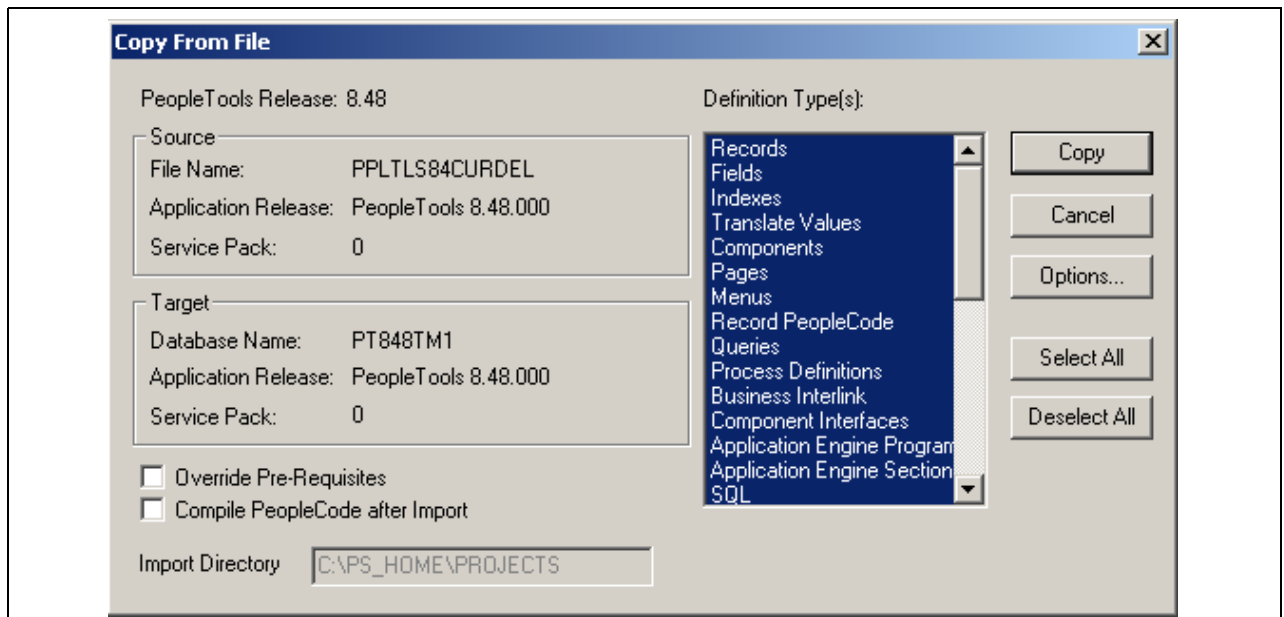 Copy From File
PeopleTools Release: 8.48
Source
File Name: PPLTLS84CURDEL
Application Release: PeopleTools 8.48.000
Service Pack: 0
Target
Database Name: PT848TM1
Application Release: PeopleTools 8.48.000
Service Pack: 0
Override Pre-Requisites
Compile PeopleCode after Import
Import Directory C:\PS_HOME\PROJECTS
Definition Type(s):
Records
Fields
Indexes
Translate Values
Components
Pages
Menus
Record PeopleCode
Queries
Process Definitions
Business Interlink
Component Interfaces
Application Engine Program
Application Engine Section
SQL
Copy
Cancel
Options...
Select All
Deselect All